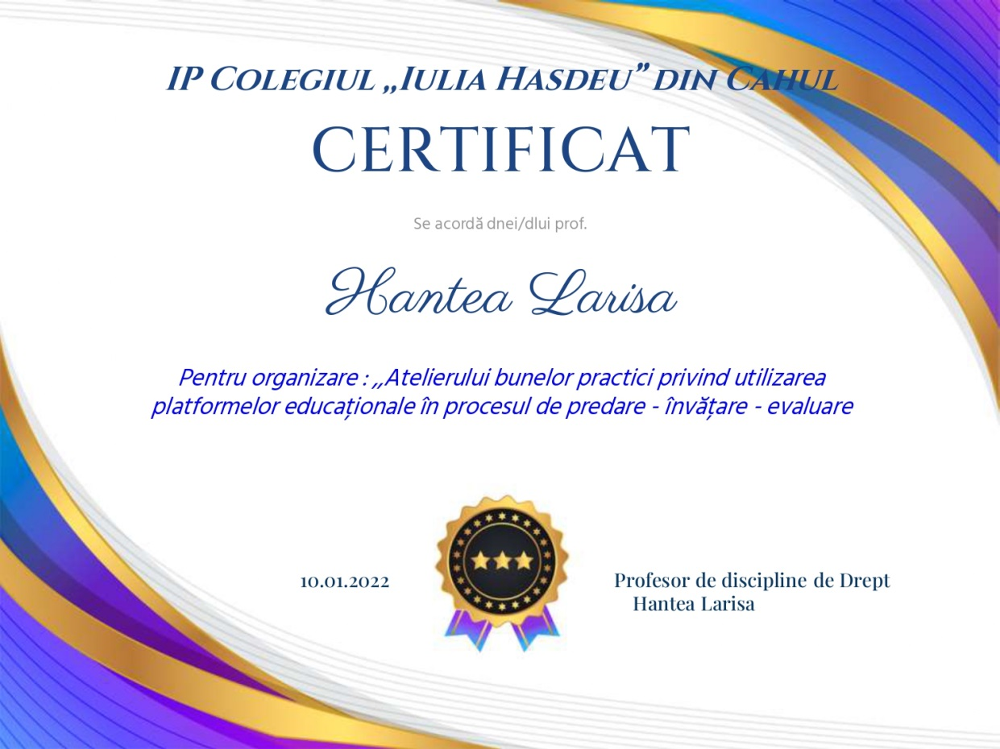 IP Colegiul „Iulia Hasdeu” din Cahul
CERTIFICAT
Se acordă dnei/dlui prof.
Hantea Larisa
Pentru organizare : ,,Atelierului bunelor practici privind utilizarea
platformelor educaționale în procesul de predare - învățare - evaluare
10.01.2022
Profesor de discipline de Drept
Hantea Larisa